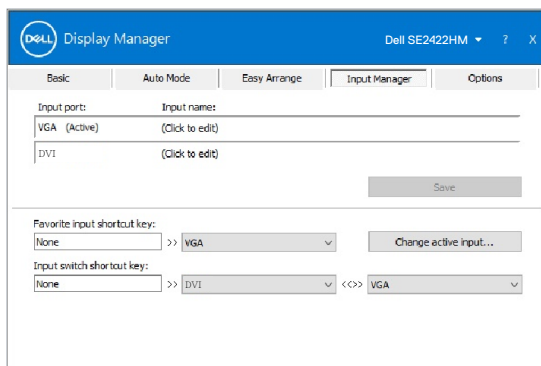 DELL Display Manager Dell SE2422HM ? X
Basic Auto Mode Easy Arrange Input Manager Options
Input port: Input name:
VGA (Active) (Click to edit)
DVI (Click to edit)
Save
Favorite input shortcut key:
None >> VGA Change active input...
Input switch shortcut key:
None >> DVI <<>> VGA